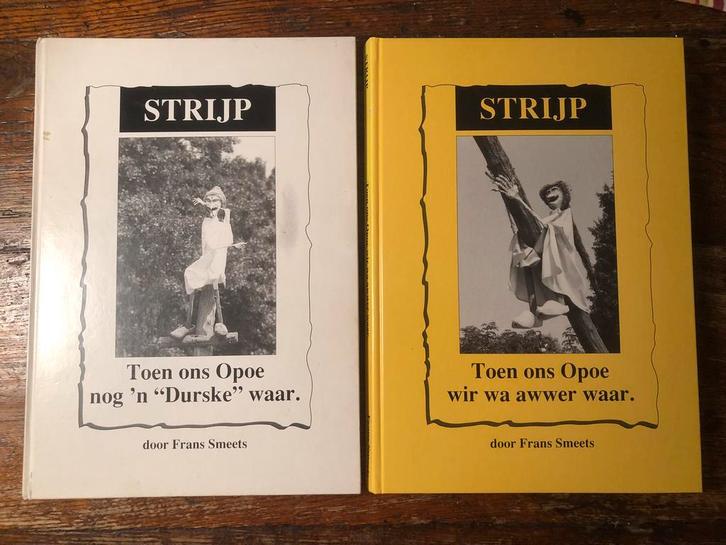 STRIJP
Toen ons Opoe
nog 'n “Durske” waar.
door Frans Smeets
STRIJP
Toen ons Opoe
wir wa awwer waar.
door Frans Smeets